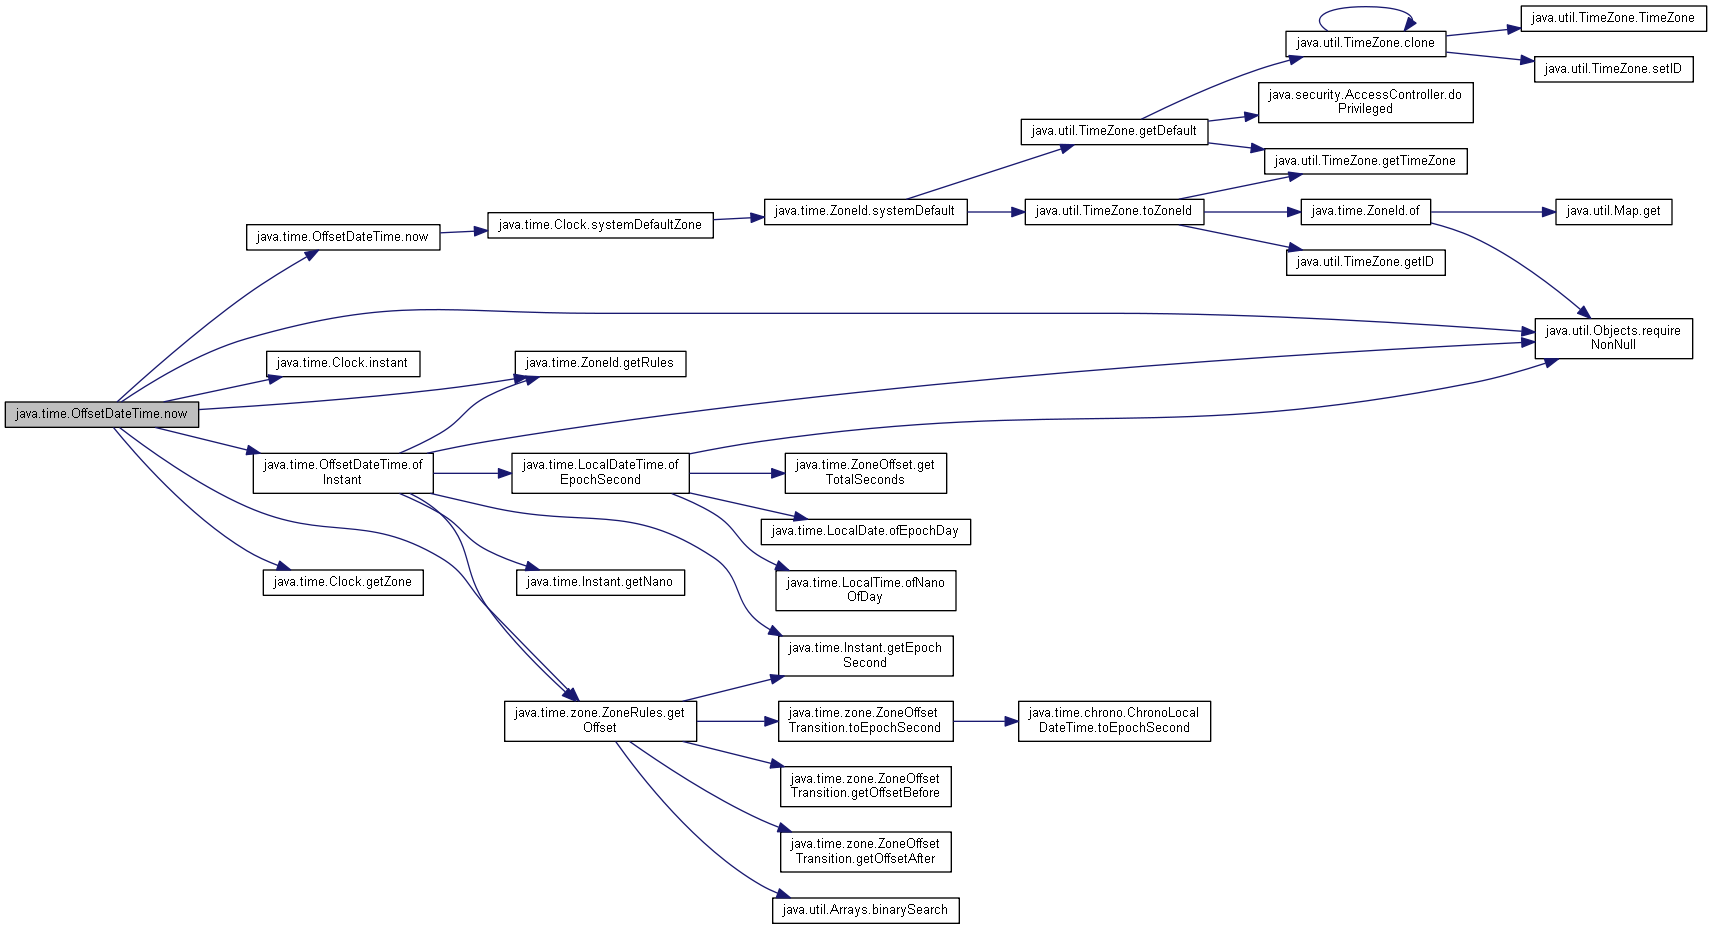 java.util.TimeZone.TimeZone
java.util.TimeZone.clone
java.util.TimeZone.setID
java.security.AccessController.do
Privileged
java.util.TimeZone.getDefault
java.util.TimeZone.getTimeZone
java.time.ZoneId.systemDefault
java.util.TimeZone.toZoneId
java.time.ZoneId.of
java.util.Map.get
java.time.Clock.systemDefaultZone
java.time.OffsetDateTime.now
java.util.TimeZone.getID
java.util.Objects.require
NonNull
java.time.Clock.instant
java.time.ZoneId.getRules
java.time.OffsetDateTime.now
java.time.OffsetDateTime.of
Instant
java.time.LocalDateTime.of
EpochSecond
java.time.ZoneOffset.get
TotalSeconds
java.time.LocalDate.ofEpochDay
java.time.Clock.getZone
java.time.Instant.getNano
java.time.LocalTime.ofNano
OfDay
java.time.Instant.getEpoch
Second
java.time.zone.ZoneRules.get
Offset
java.time.zone.ZoneOffset
Transition.toEpochSecond
java.time.chrono.ChronoLocal
DateTime.toEpochSecond
java.time.zone.ZoneOffset
Transition.getOffsetBefore
java.time.zone.ZoneOffset
Transition.getOffsetAfter
java.util.Arrays.binarySearch